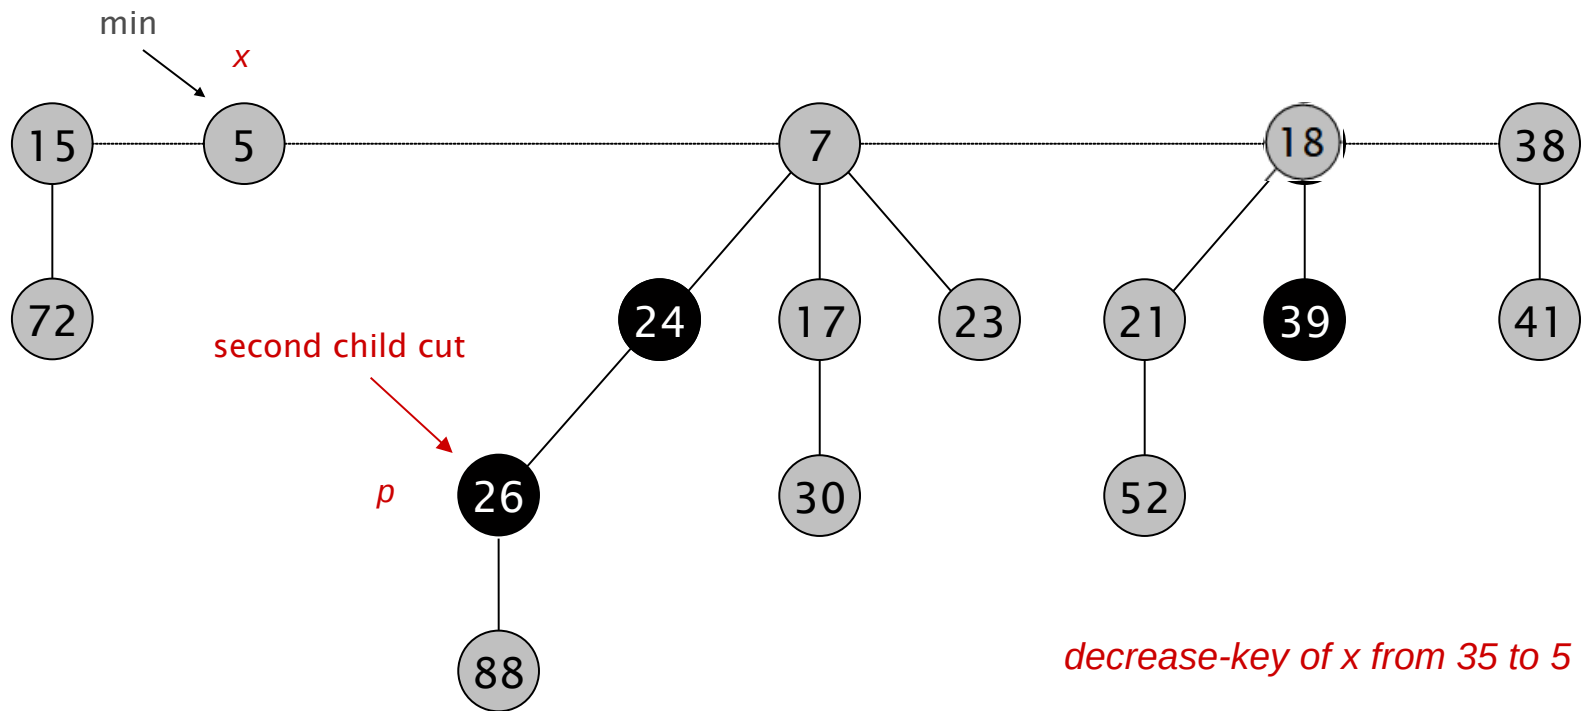 min
x
15 5 7 18 38
72 24 17 23 21 39 41
second child cut
p 26 30 52
88
decrease-key of x from 35 to 5